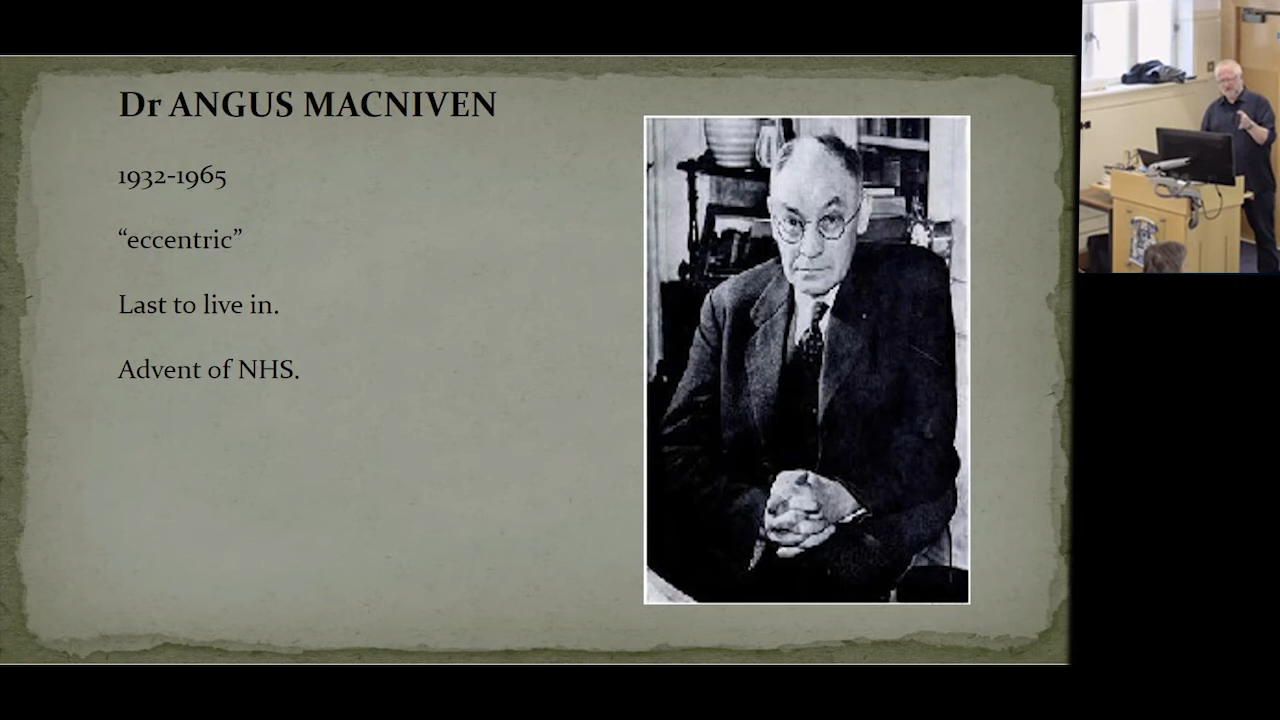 Dr ANGUS MACNIVEN
1932-1965
“eccentric”
Last to live in.
Advent of NHS.